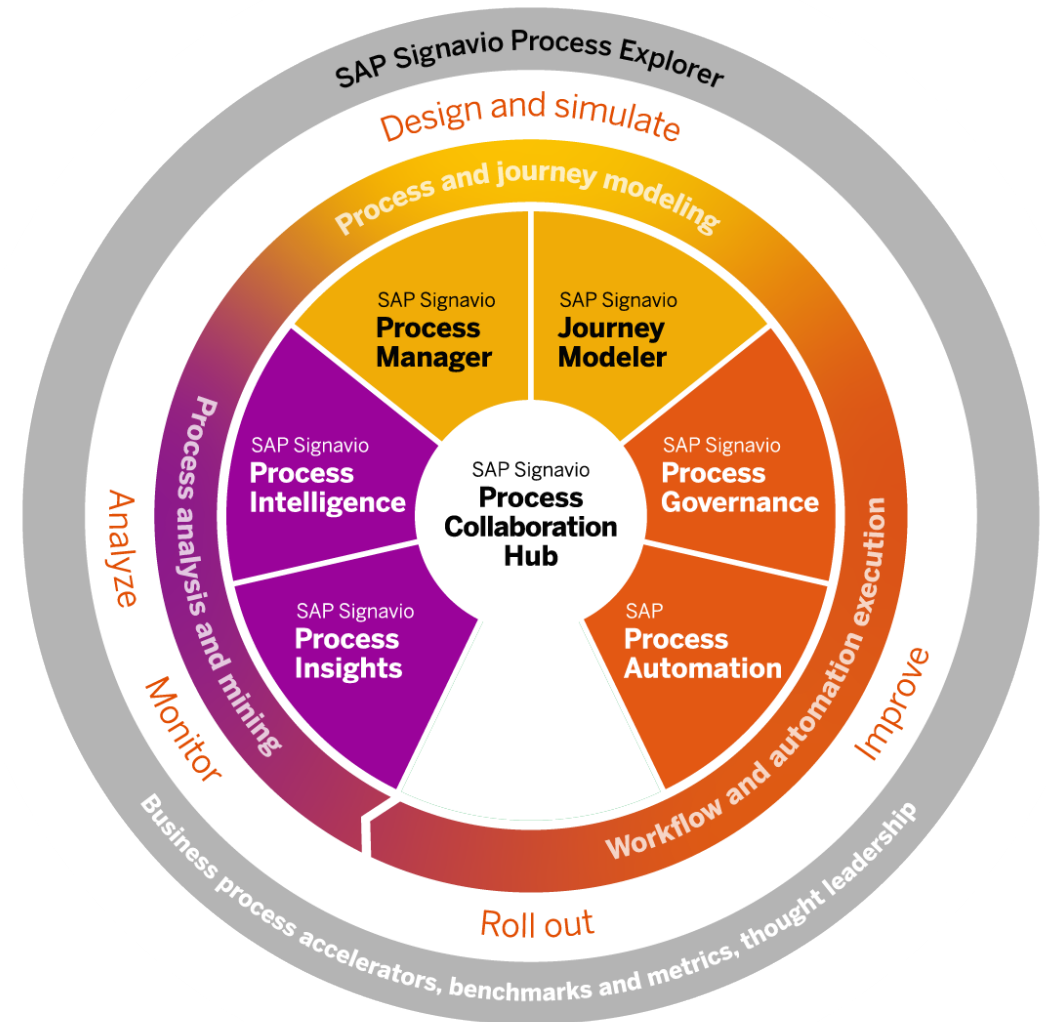 SAP Signavio Process Explorer
Design and simulate
Process and journey modeling
SAP Signavio
Process
Manager
SAP Signavio
Journey
Modeler
SAP Signavio
Process
Intelligence
SAP Signavio
Process
Collaboration
Hub
SAP Signavio
Process
Governance
SAP Signavio
Process
Insights
SAP
Process
Automation
Process analysis and mining
Workflow and automation execution
Analyze
Monitor
Improve
Roll out
Business process accelerators, benchmarks and metrics, thought leadership